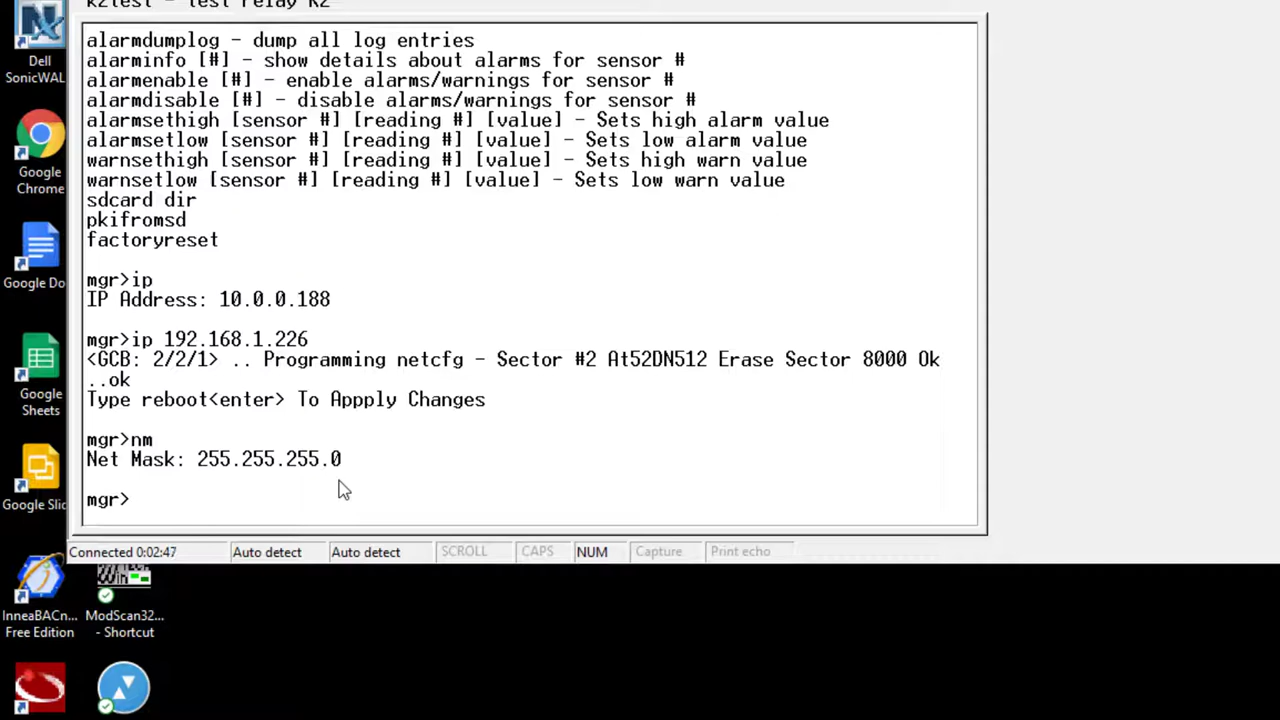 k2test - test relay K2
alarmdumplog - dump all log entries
alarminfo [#] - show details about alarms for sensor #
alarmenable [#] - enable alarms/warnings for sensor #
alarmdisable [#] - disable alarms/warnings for sensor #
alarmsethigh [sensor #] [reading #] [value] - Sets high alarm value
alarmsetlow [sensor #] [reading #] [value] - Sets low alarm value
warnsethigh [sensor #] [reading #] [value] - Sets high warn value
warnsetlow [sensor #] [reading #] [value] - Sets low warn value
sdcard dir
pkifromsd
factoryreset
mgr>ip
IP Address: 10.0.0.188
mgr>ip 192.168.1.226
<GCB: 2/2/1> .. Programming netcfg - Sector #2 At52DN512 Erase Sector 8000 Ok
..ok
Type reboot<enter> To Appply Changes
mgr>nm
Net Mask: 255.255.255.0
mgr>
Connected 0:02:47
Auto detect
Auto detect
SCROLL
CAPS
NUM
Capture
Print echo
Dell
SonicWAL
Google
Chrome
Google Do
Google
Sheets
Google Slic
InneaBACn...
Free Edition
ModScan32...
- Shortcut